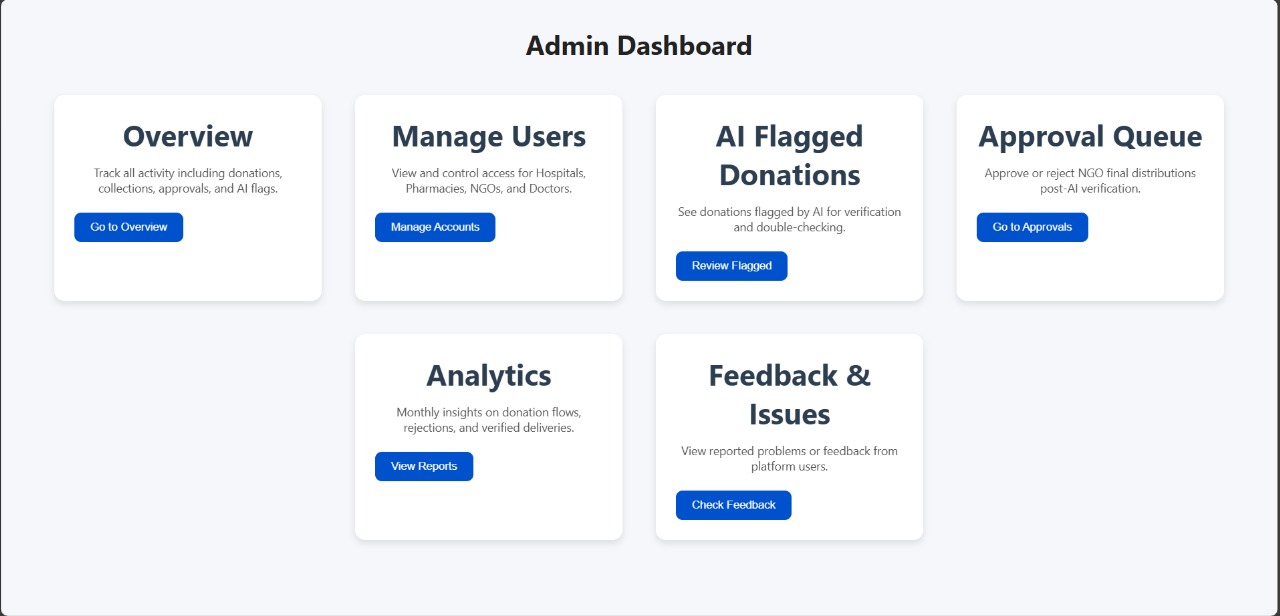 Admin Dashboard
Overview
Track all activity including donations,
collections, approvals, and AI flags.
Go to Overview
Manage Users
View and control access for Hospitals,
Pharmacies, NGOs, and Doctors.
Manage Accounts
AI Flagged
Donations
See donations flagged by AI for verification
and double-checking.
Review Flagged
Approval Queue
Approve or reject NGO final distributions
post-AI verification.
Go to Approvals
Analytics
Monthly insights on donation flows,
rejections, and verified deliveries.
View Reports
Feedback &
Issues
View reported problems or feedback from
platform users.
Check Feedback